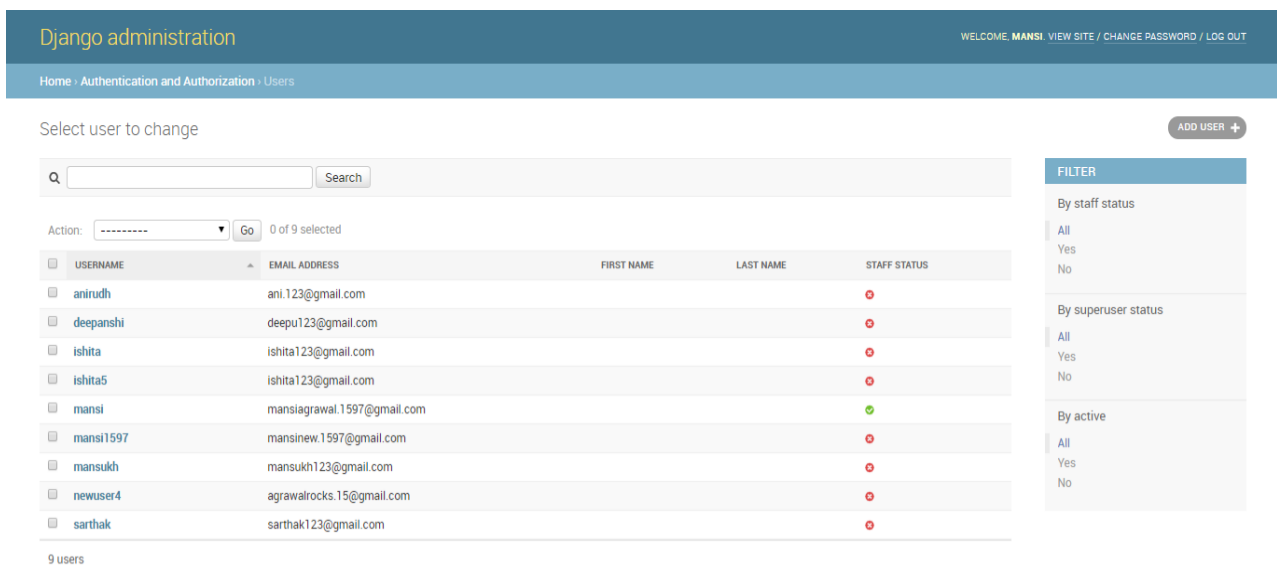 Django administration
WELCOME, MANSI. VIEW SITE / CHANGE PASSWORD / LOG OUT
Home › Authentication and Authorization › Users
Select user to change
ADD USER +
Search
Action: --------- Go 0 of 9 selected
USERNAME EMAIL ADDRESS FIRST NAME LAST NAME STAFF STATUS
anirudh ani.123@gmail.com
deepanshi deepu123@gmail.com
ishita ishita123@gmail.com
ishita5 ishita123@gmail.com
mansi mansiagrawal.1597@gmail.com
mansi1597 mansinew.1597@gmail.com
mansukh mansukh123@gmail.com
newuser4 agrawalrocks.15@gmail.com
sarthak sarthak123@gmail.com
9 users
FILTER
By staff status
All
Yes
No
By superuser status
All
Yes
No
By active
All
Yes
No